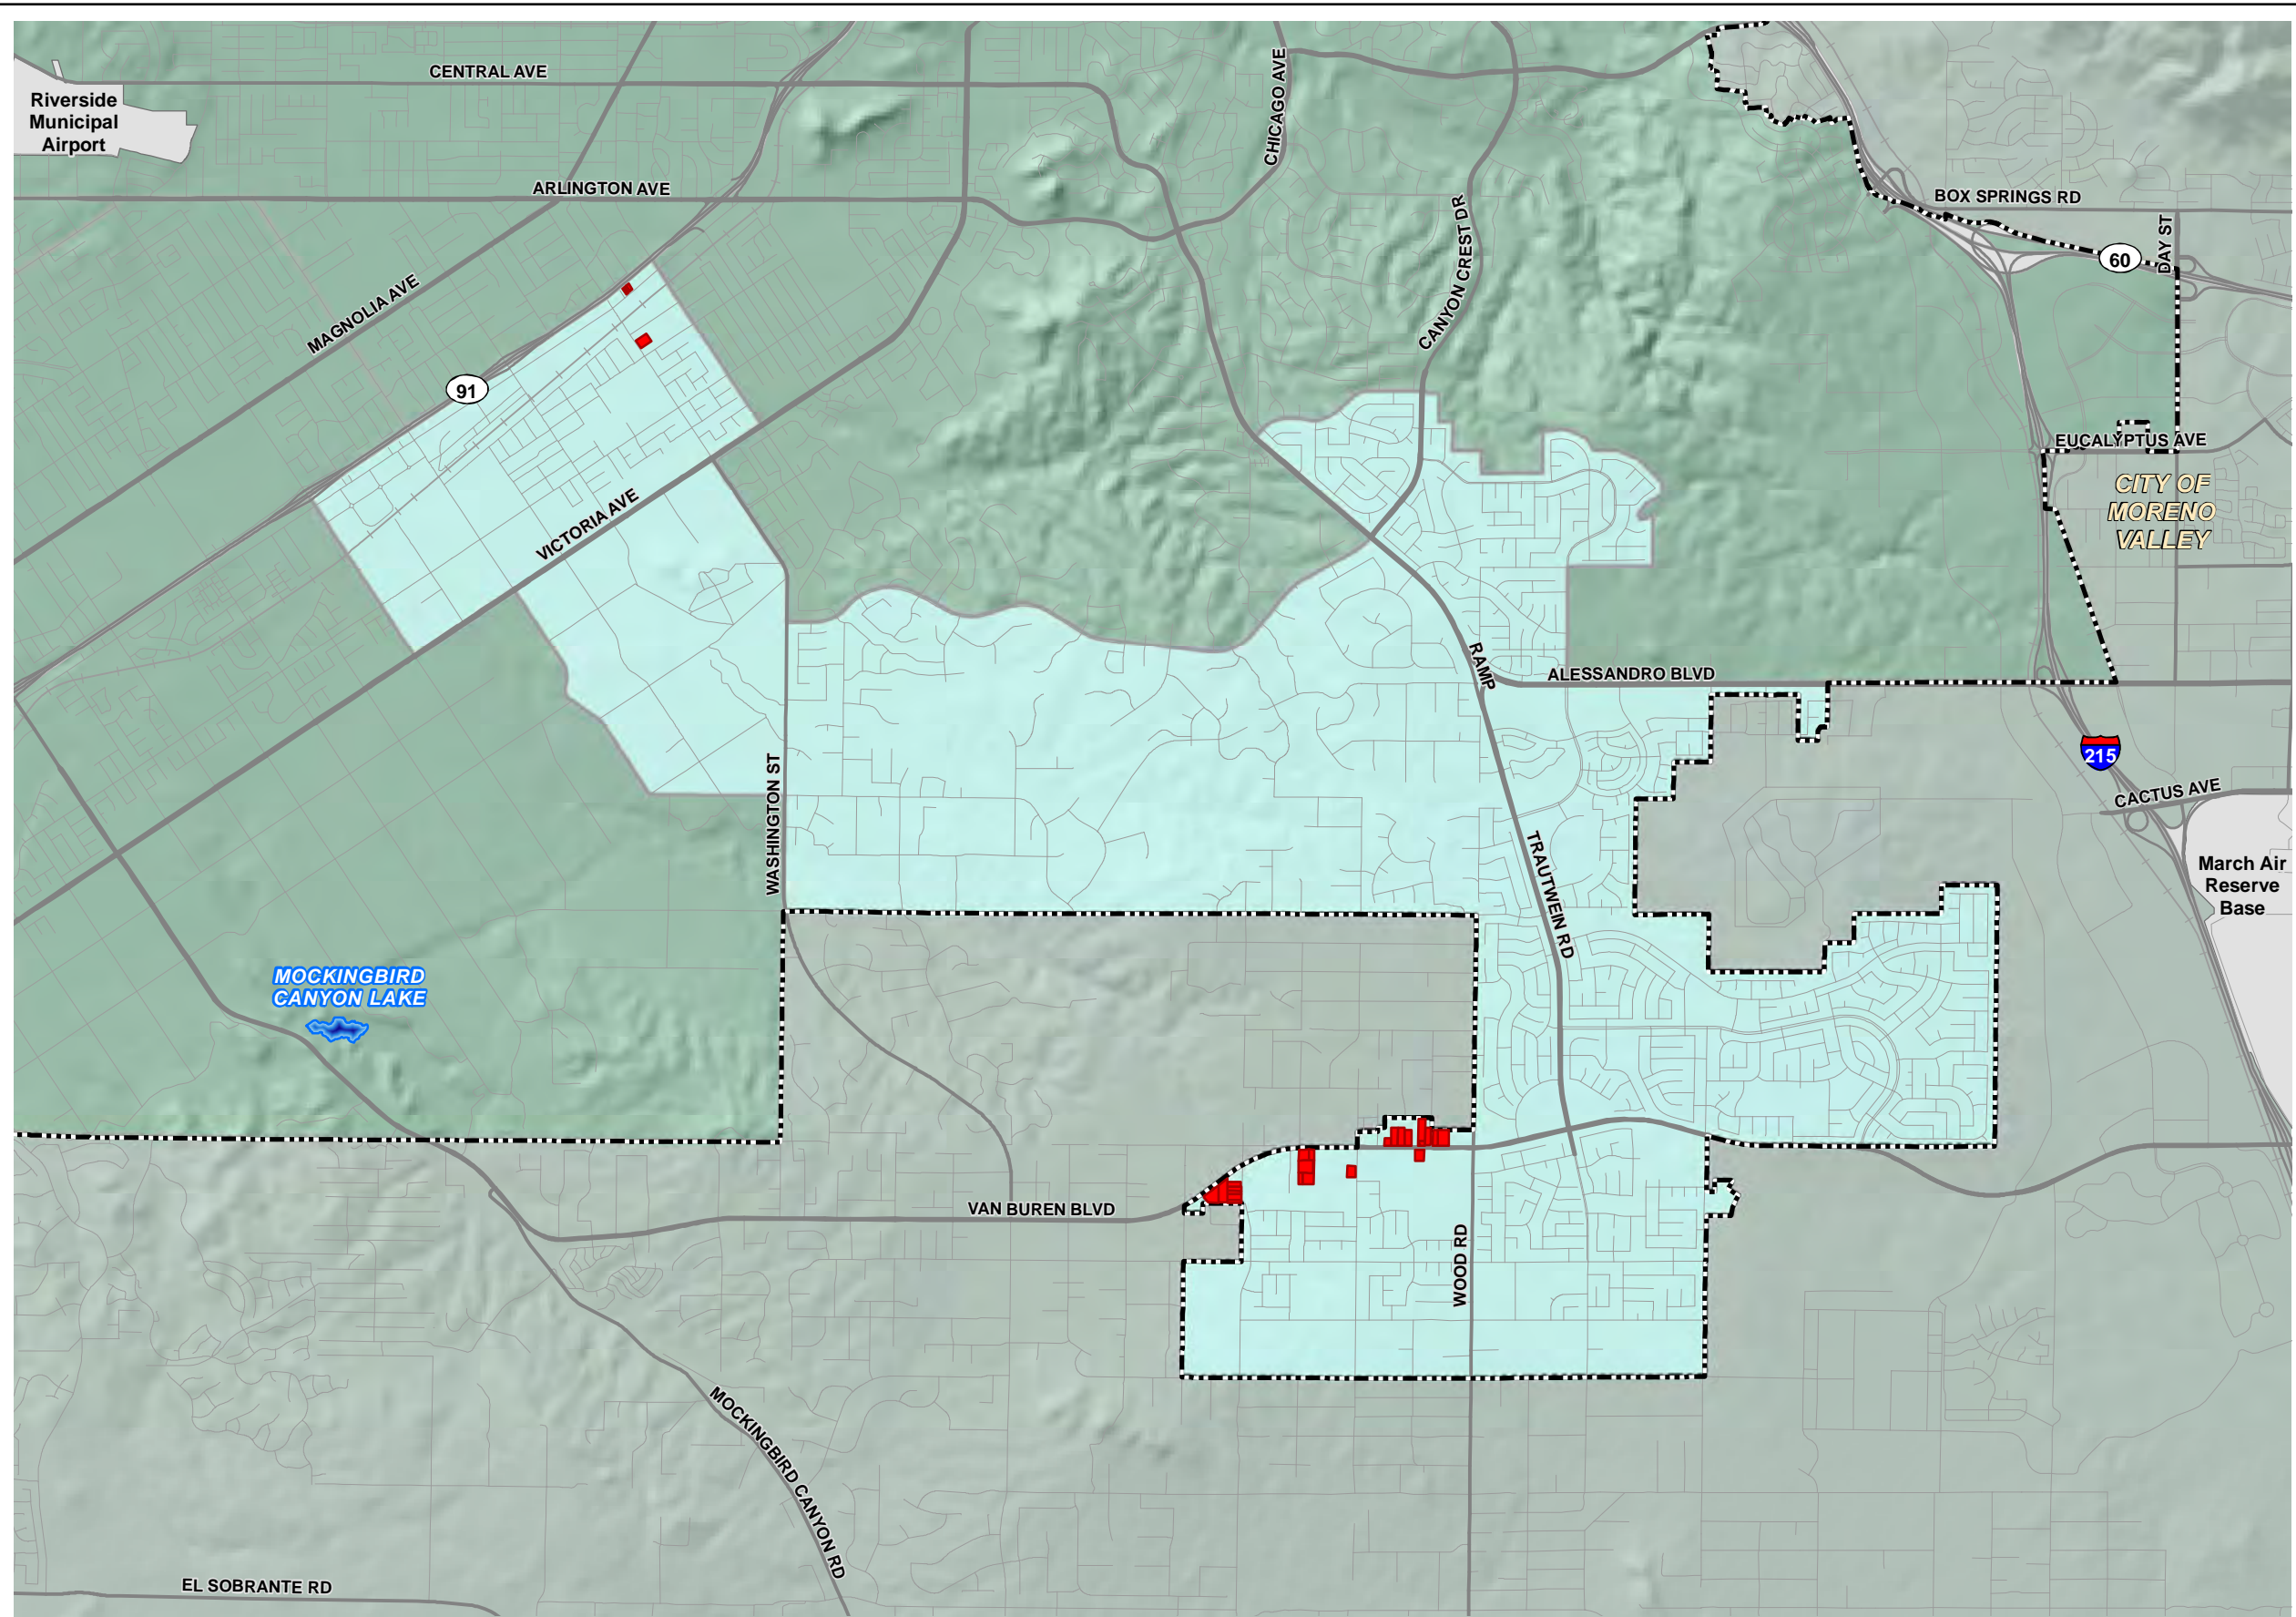 CENTRAL AVE
Riverside
Municipal
Airport
ARLINGTON AVE
CHICAGO AVE
CANYON CREST DR
BOX SPRINGS RD
DAY ST
60
MAGNOLIA AVE
91
EUCALYPTUS AVE
CITY OF
MORENO
VALLEY
VICTORIA AVE
RAMP
ALESSANDRO BLVD
215
CACTUS AVE
WASHINGTON ST
TRAUTWEIN RD
March Air
Reserve
Base
MOCKINGBIRD
CANYON LAKE
VAN BUREN BLVD
WOOD RD
MOCKINGBIRD CANYON RD
EL SOBRANTE RD